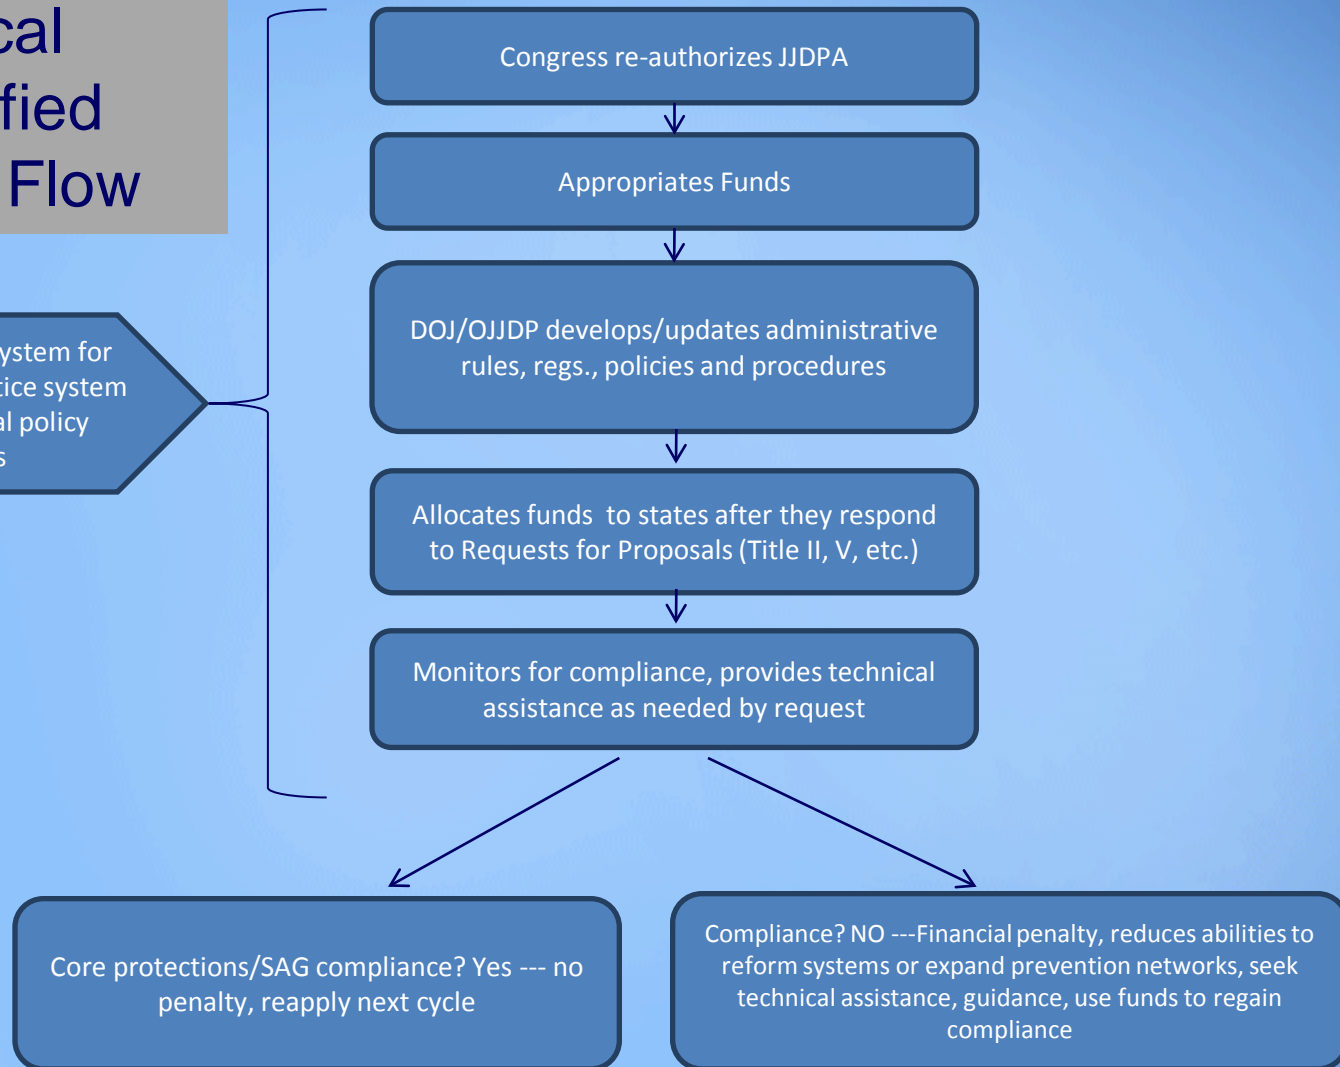 cal
fied
Flow
Congress re-authorizes JJDPA
Appropriates Funds
DOJ/OJJDP develops/updates administrative
rules, regs., policies and procedures
ystem for
tice system
al policy
s
Allocates funds to states after they respond
to Requests for Proposals (Title II, V, etc.)
Monitors for compliance, provides technical
assistance as needed by request
Core protections/SAG compliance? Yes --- no
penalty, reapply next cycle
Compliance? NO ---Financial penalty, reduces abilities to
reform systems or expand prevention networks, seek
technical assistance, guidance, use funds to regain
compliance